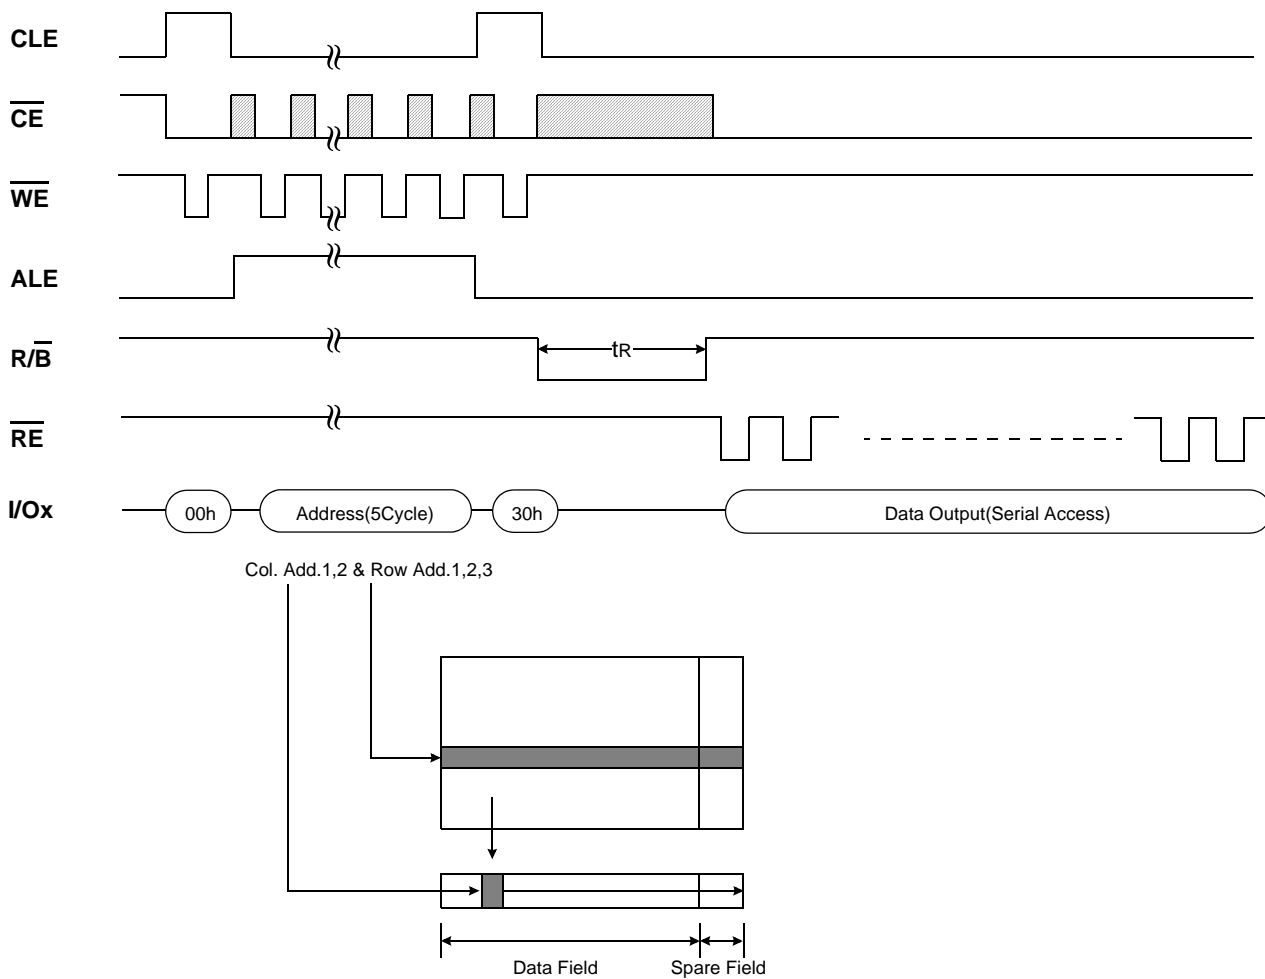 CLE
CE
WE
ALE
R/B
tR
RE
I/Ox
00h
Address(5Cycle)
30h
Data Output(Serial Access)
Col. Add.1,2 & Row Add.1,2,3
Data Field
Spare Field